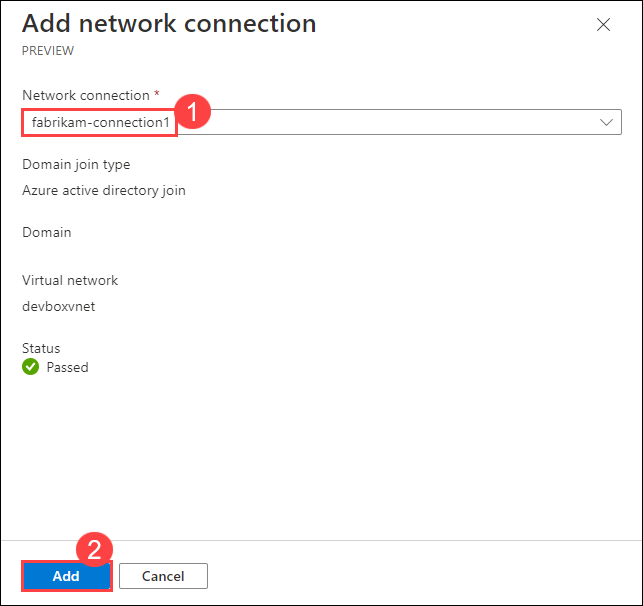 Add network connection
PREVIEW
Network connection *
fabrikam-connection1
1
Domain join type
Azure active directory join
Domain
Virtual network
devboxvnet
Status
Passed
2
Add
Cancel